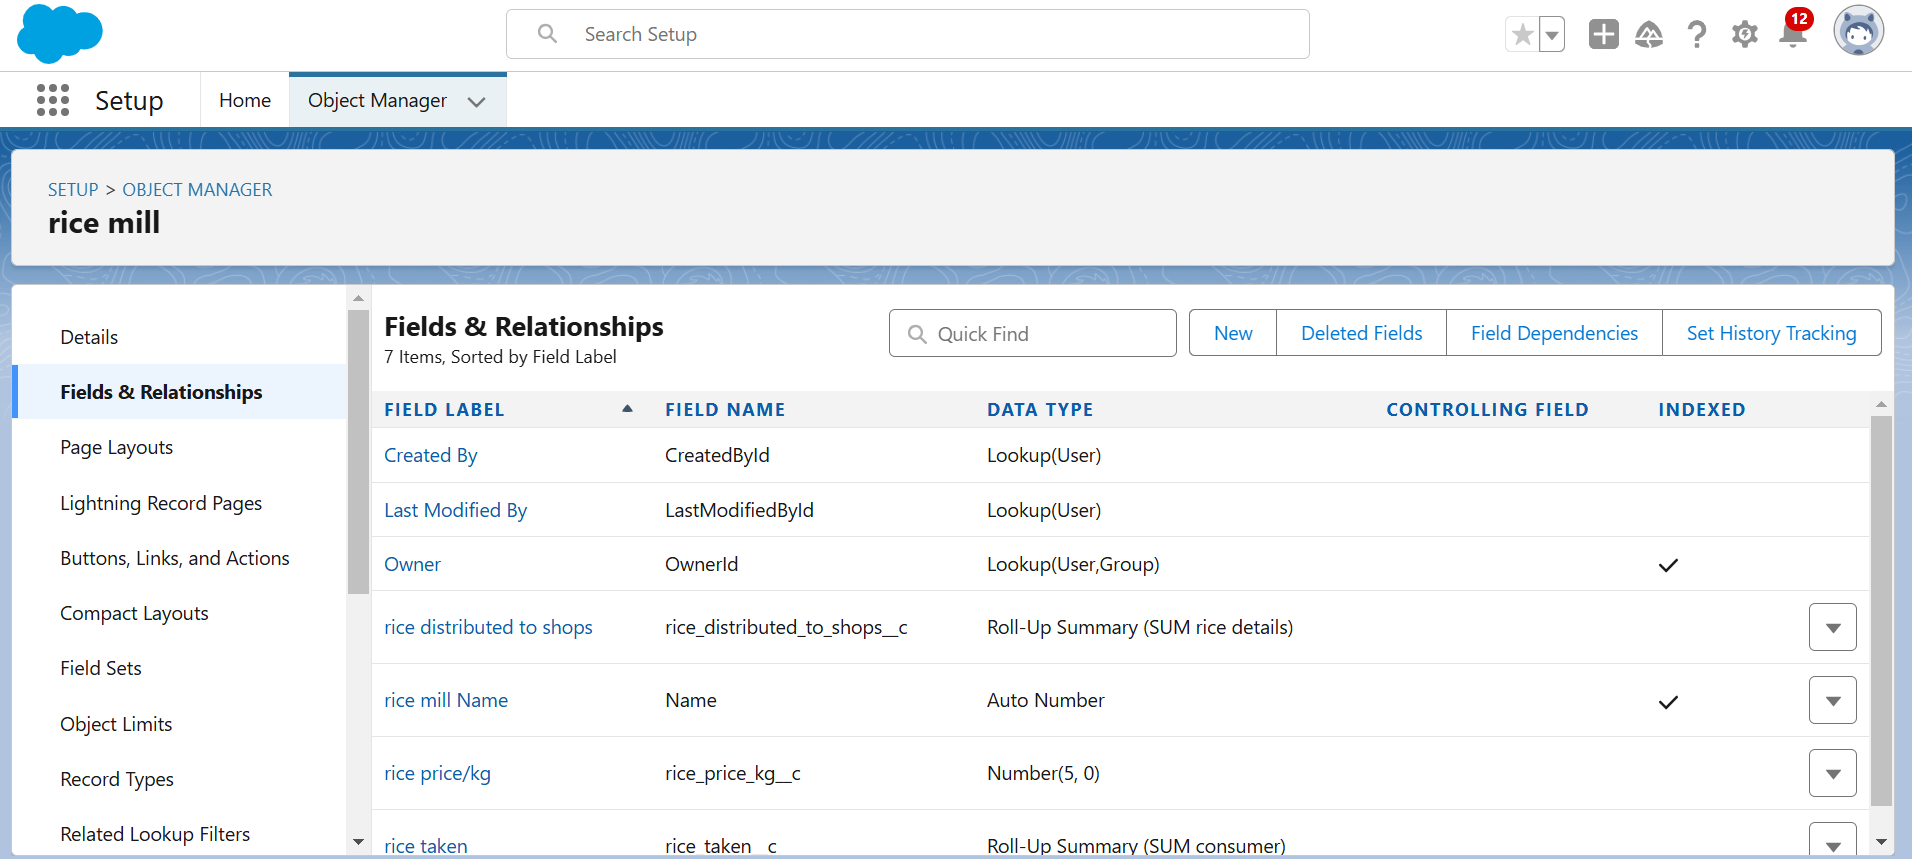 Search Setup
12
Setup
Home
Object Manager
SETUP > OBJECT MANAGER
rice mill
Details
Fields & Relationships
Page Layouts
Lightning Record Pages
Buttons, Links, and Actions
Compact Layouts
Field Sets
Object Limits
Record Types
Related Lookup Filters
Fields & Relationships
7 Items, Sorted by Field Label
Quick Find
New
Deleted Fields
Field Dependencies
Set History Tracking
FIELD LABEL FIELD NAME DATA TYPE CONTROLLING FIELD INDEXED
Created By CreatedById Lookup(User)
Last Modified By LastModifiedById Lookup(User)
Owner OwnerId Lookup(User,Group)
rice distributed to shops rice_distributed_to_shops__c Roll-Up Summary (SUM rice details)
rice mill Name Name Auto Number
rice price/kg rice_price_kg__c Number(5, 0)
rice taken rice_taken__c Roll-Up Summary (SUM consumer)